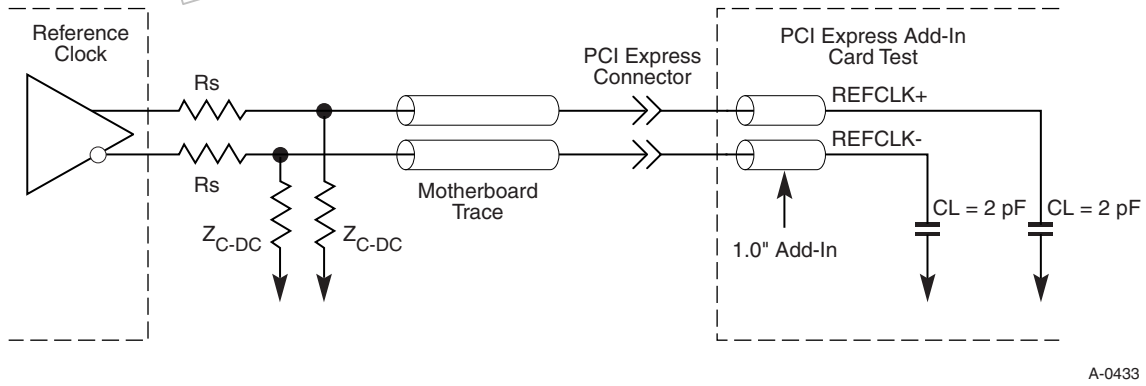 Reference
Clock
Rs
Rs
Z_C-DC
Z_C-DC
Motherboard
Trace
PCI Express
Connector
PCI Express Add-In
Card Test
REFCLK+
REFCLK-
1.0" Add-In
CL = 2 pF
CL = 2 pF
A-0433